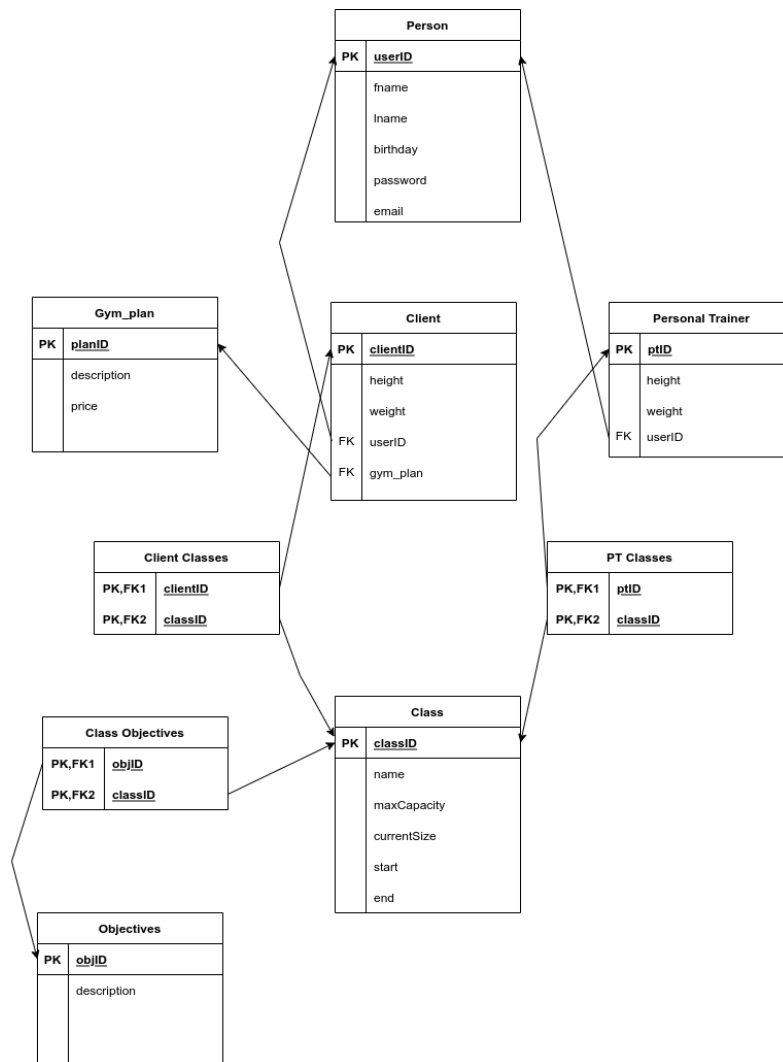 Person
PK userID
fname
lname
birthday
password
email
Gym_plan
PK planID
description
price
Client
PK clientID
height
weight
FK userID
FK gym_plan
Personal Trainer
PK ptID
height
weight
FK userID
Client Classes
PK,FK1 clientID
PK,FK2 classID
PT Classes
PK,FK1 ptID
PK,FK2 classID
Class Objectives
PK,FK1 objID
PK,FK2 classID
Class
PK classID
name
maxCapacity
currentSize
start
end
Objectives
PK objID
description